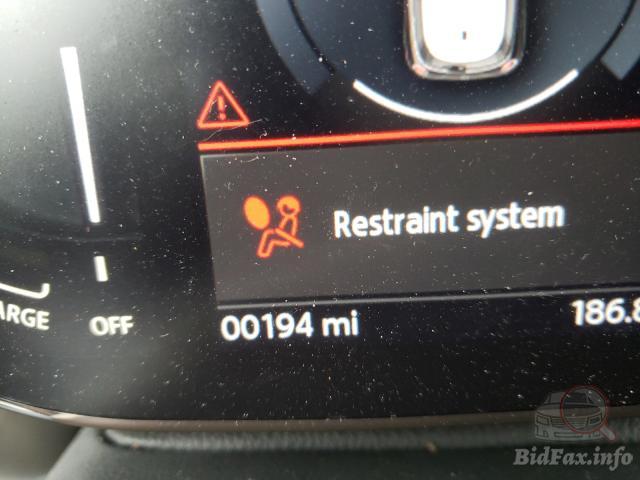 Restraint system
ARGE
OFF
00194 mi
186.8
BidFax.info